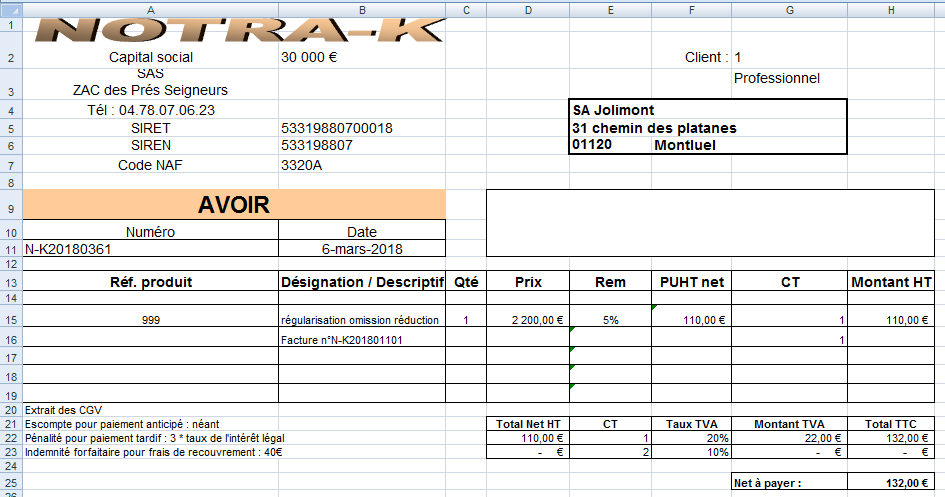 A B C D E F G H
1 NOTRA-K
2 Capital social 30 000 € Client : 1
SAS Professionnel
3 ZAC des Prés Seigneurs
4 Tél : 04.78.07.06.23 SA Jolimont
5 SIRET 53319880700018 31 chemin des platanes
6 SIREN 533198807 01120 Montluel
7 Code NAF 3320A
8
9 AVOIR
10 Numéro Date
11 N-K20180361 6-mars-2018
12
13 Réf. produit Désignation / Descriptif Qté Prix Rem PUHT net CT Montant HT
14
15 999 régularisation omission réduction 1 2 200,00 € 5% 110,00 € 1 110,00 €
16 Facture n°N-K201801101 1
17
18
19
20 Extrait des CGV
21 Escompte pour paiement anticipé : néant Total Net HT CT Taux TVA Montant TVA Total TTC
22 Pénalité pour paiement tardif : 3 * taux de l'intérêt légal 110,00 € 1 20% 22,00 € 132,00 €
23 Indemnité forfaitaire pour frais de recouvrement : 40€ - € 2 10% - € - €
24
25 Net à payer : 132,00 €